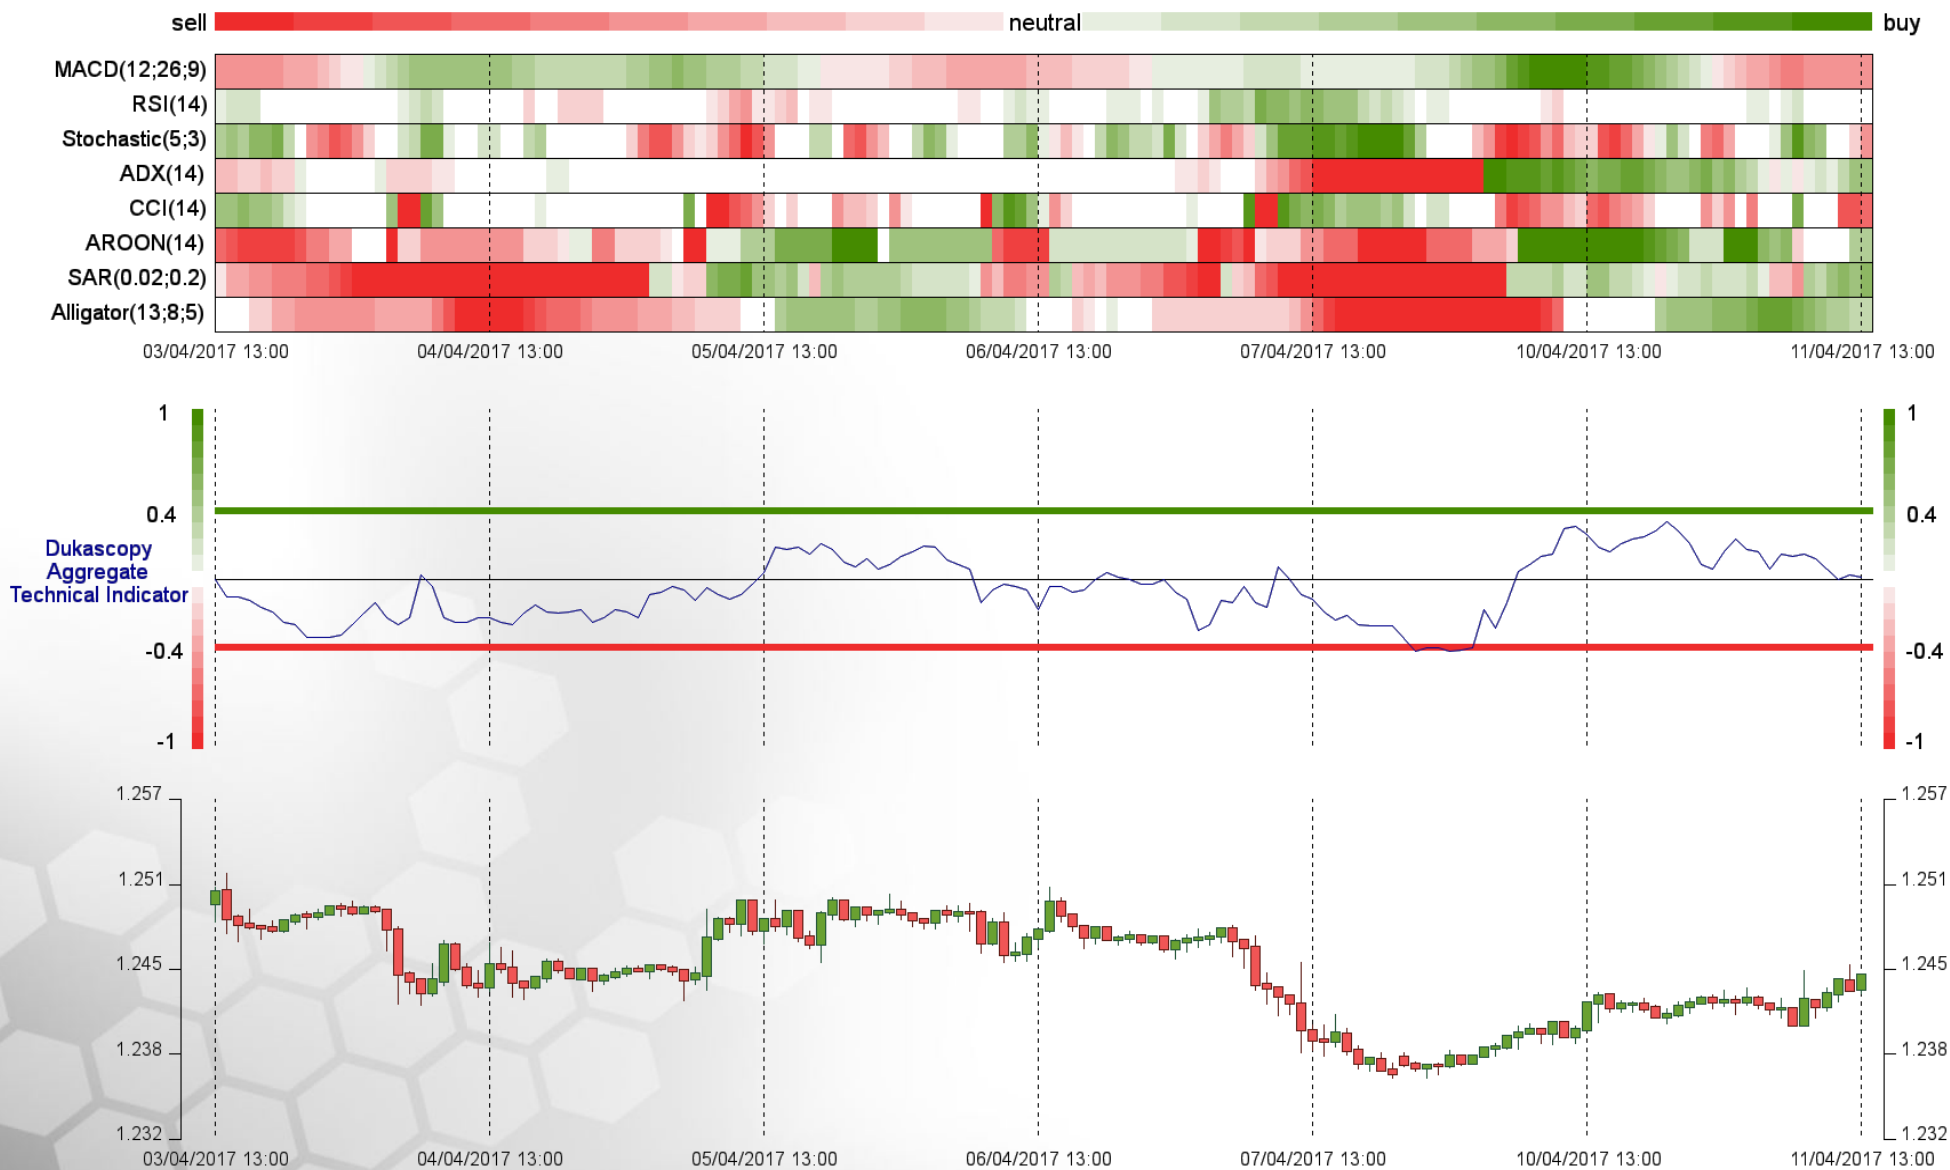 sell neutral buy
MACD(12;26;9)
RSI(14)
Stochastic(5;3)
ADX(14)
CCI(14)
AROON(14)
SAR(0.02;0.2)
Alligator(13;8;5)
03/04/2017 13:00 04/04/2017 13:00 05/04/2017 13:00 06/04/2017 13:00 07/04/2017 13:00 10/04/2017 13:00 11/04/2017 13:00
1 1
0.4 0.4
Dukascopy
Aggregate
Technical Indicator
-0.4 -0.4
-1 -1
1.257 1.257
1.251 1.251
1.245 1.245
1.238 1.238
1.232 1.232
03/04/2017 13:00 04/04/2017 13:00 05/04/2017 13:00 06/04/2017 13:00 07/04/2017 13:00 10/04/2017 13:00 11/04/2017 13:00